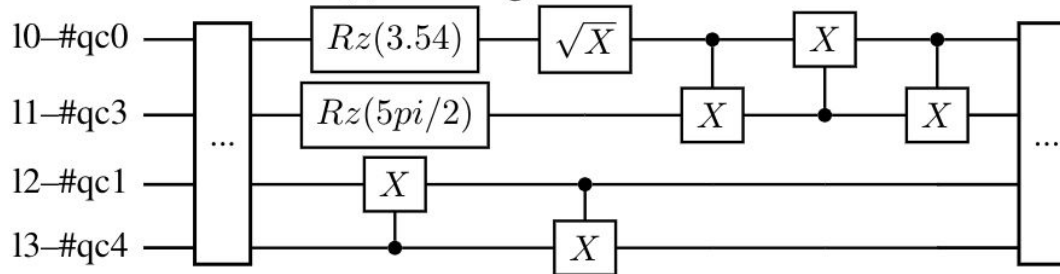 l0–#qc0 Rz(3.54) √X X
l1–#qc3 Rz(5pi/2) X X
... ...
l2–#qc1 X
l3–#qc4 X